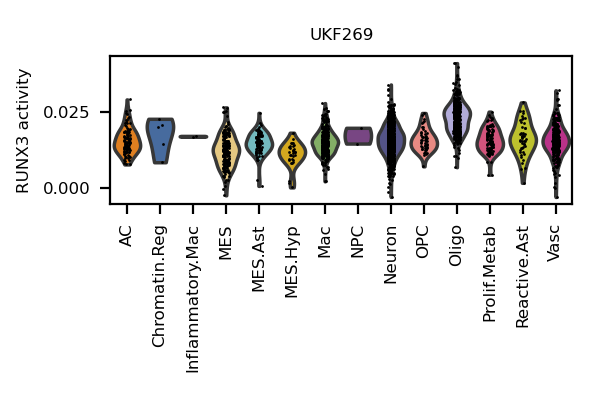 UKF269
RUNX3 activity
0.025
0.000
AC
Chromatin.Reg
Inflammatory.Mac
MES
MES.Ast
MES.Hyp
Mac
NPC
Neuron
OPC
Oligo
Prolif.Metab
Reactive.Ast
Vasc